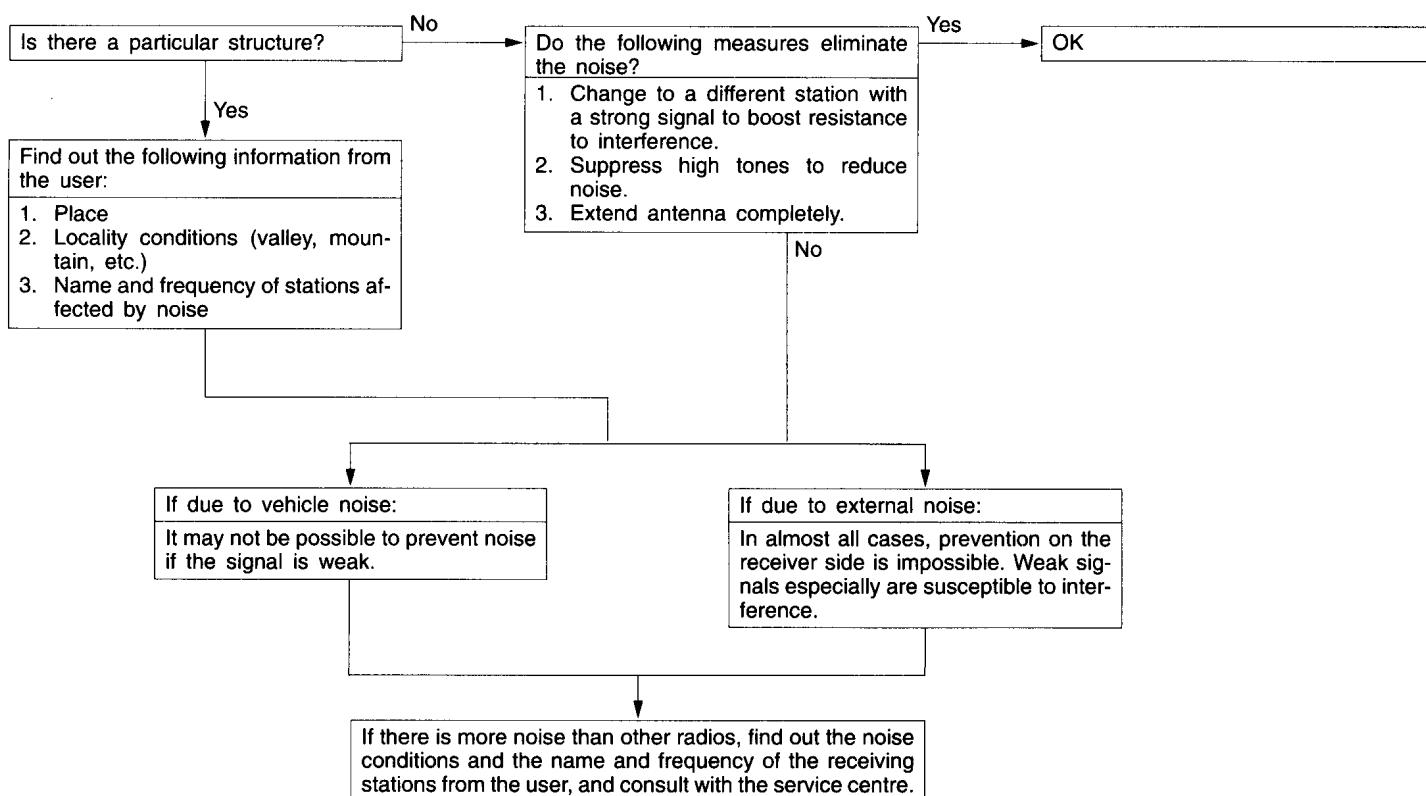 Is there a particular structure?
No
Do the following measures eliminate
the noise?
1. Change to a different station with
a strong signal to boost resistance
to interference.
2. Suppress high tones to reduce
noise.
3. Extend antenna completely.
Yes
OK
Yes
Find out the following information from
the user:
1. Place
2. Locality conditions (valley, moun-
tain, etc.)
3. Name and frequency of stations af-
fected by noise
No
If due to vehicle noise:
It may not be possible to prevent noise
if the signal is weak.
If due to external noise:
In almost all cases, prevention on the
receiver side is impossible. Weak sig-
nals especially are susceptible to inter-
ference.
If there is more noise than other radios, find out the noise
conditions and the name and frequency of the receiving
stations from the user, and consult with the service centre.